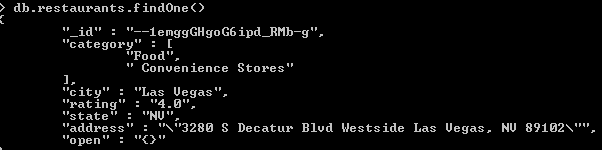 > db.restaurants.findOne()
{
"_id" : "--1emggGHgoG6ipd_RMb-g",
"category" : [
"Food",
" Convenience Stores"
],
"city" : "Las Vegas",
"rating" : "4.0",
"state" : "NV",
"address" : "\"3280 S Decatur Blvd Westside Las Vegas, NV 89102\"",
"open" : "{}"